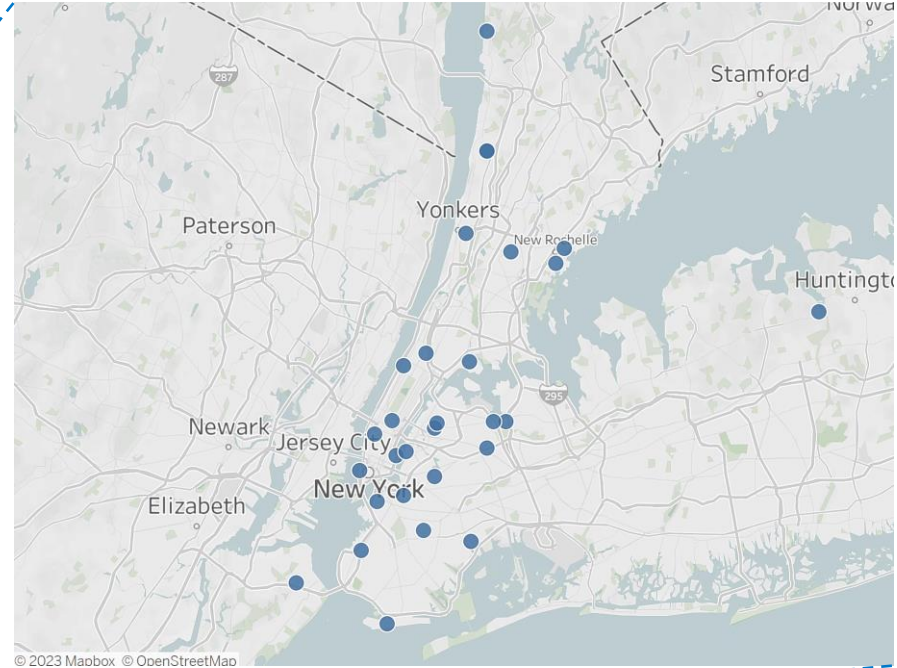 Norwa
287
Stamford
Yonkers
Paterson
New Rochelle
Huntingto
295
Newark
Jersey City
New York
Elizabeth
© 2023 Mapbox © OpenStreetMap